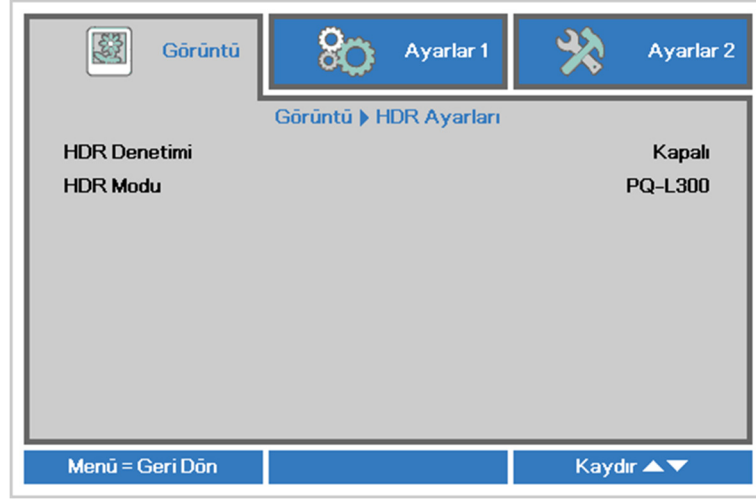 Görüntü
Ayarlar 1
Ayarlar 2
Görüntü ▶ HDR Ayarları
HDR Denetimi Kapalı
HDR Modu PQ-L300
Menü = Geri Dön
Kaydır ▲▼